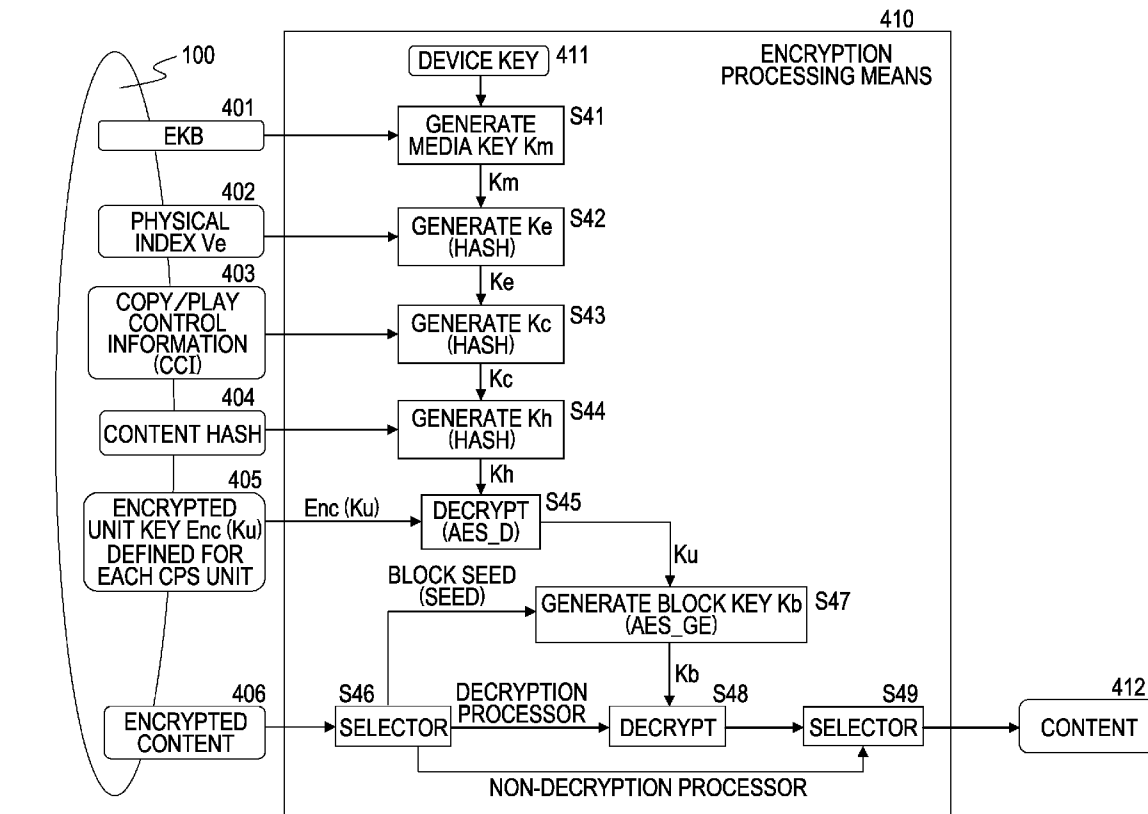 410
100
DEVICE KEY
411
ENCRYPTION
PROCESSING MEANS
401
EKB
GENERATE
MEDIA KEY Km
S41
Km
402
PHYSICAL
INDEX Ve
GENERATE Ke
(HASH)
S42
Ke
403
COPY/PLAY
CONTROL
INFORMATION
(CCI)
GENERATE Kc
(HASH)
S43
Kc
404
CONTENT HASH
GENERATE Kh
(HASH)
S44
Kh
405
ENCRYPTED
UNIT KEY Enc (Ku)
DEFINED FOR
EACH CPS UNIT
Enc (Ku)
DECRYPT
(AES_D)
S45
Ku
BLOCK SEED
(SEED)
GENERATE BLOCK KEY Kb
(AES_GE)
S47
Kb
406
ENCRYPTED
CONTENT
S46
SELECTOR
DECRYPTION
PROCESSOR
DECRYPT
S48
SELECTOR
S49
412
CONTENT
NON-DECRYPTION PROCESSOR